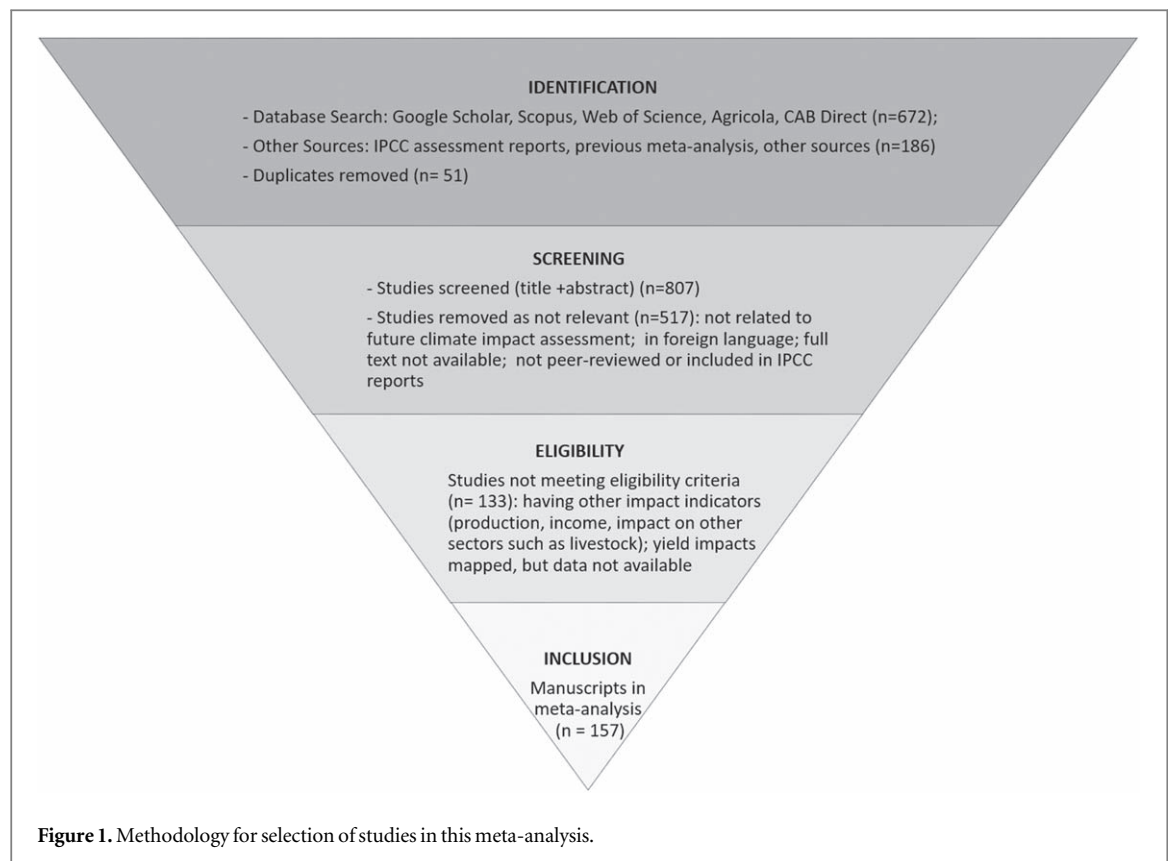 IDENTIFICATION
- Database Search: Google Scholar, Scopus, Web of Science, Agricola, CAB Direct (n=672);
- Other Sources: IPCC assessment reports, previous meta-analysis, other sources (n=186)
- Duplicates removed (n= 51)
SCREENING
- Studies screened (title +abstract) (n=807)
- Studies removed as not relevant (n=517): not related to
future climate impact assessment; in foreign language; full
text not available; not peer-reviewed or included in IPCC
reports
ELIGIBILITY
Studies not meeting eligibility criteria
(n= 133): having other impact indicators
(production, income, impact on other
sectors such as livestock); yield impacts
mapped, but data not available
INCLUSION
Manuscripts in
meta-analysis
(n = 157)
Figure 1. Methodology for selection of studies in this meta-analysis.